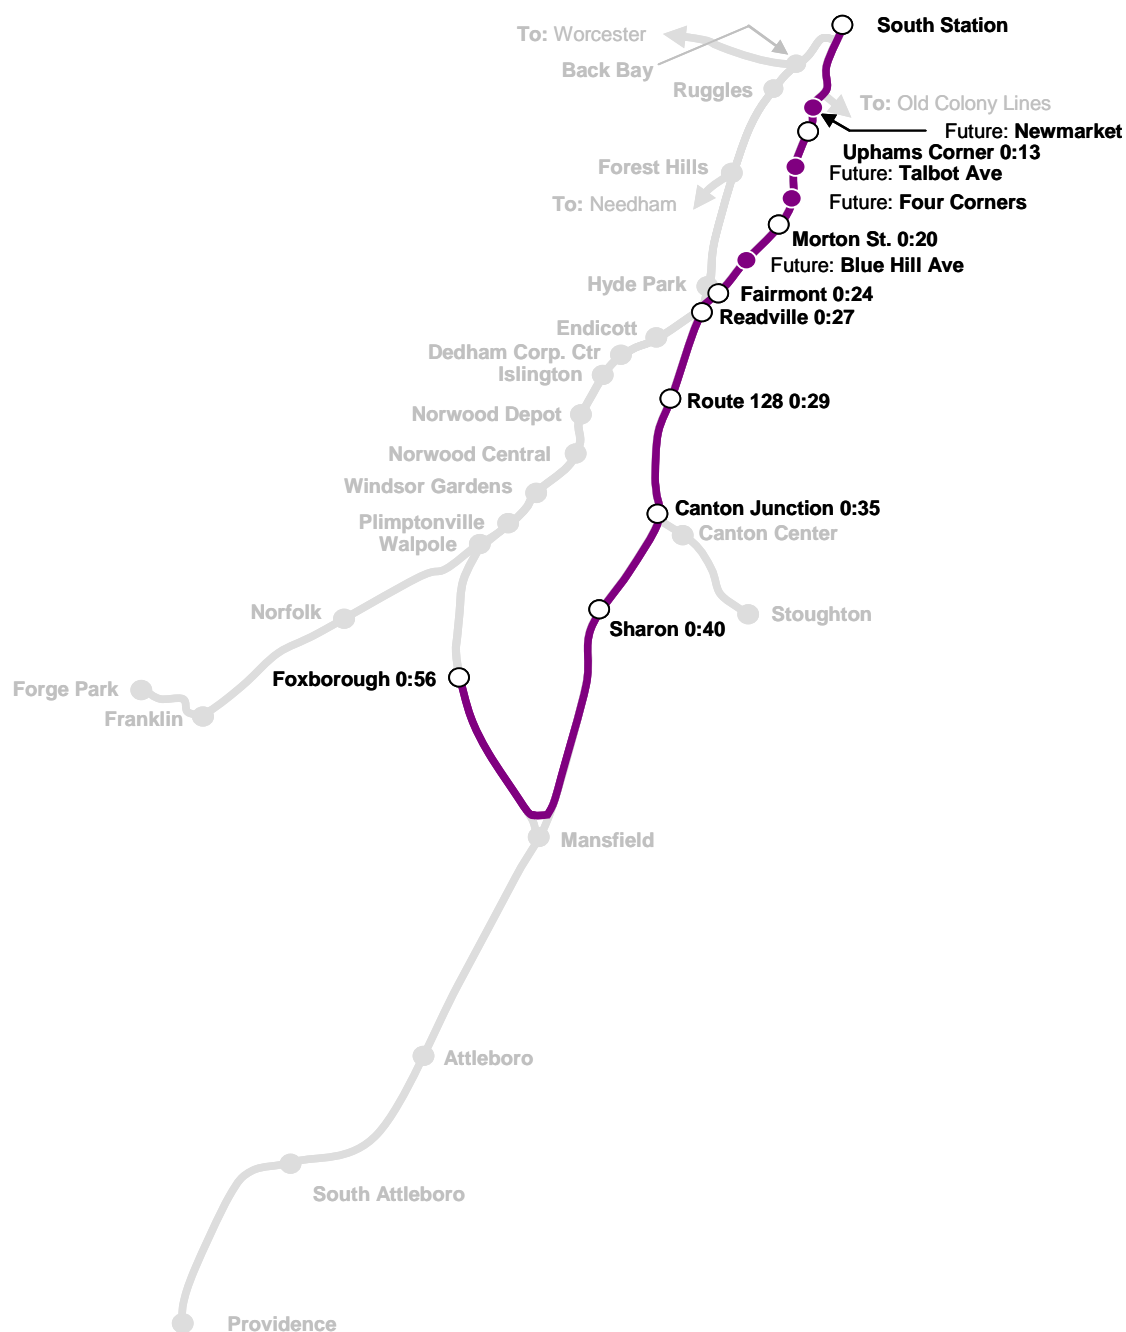 South Station
To: Worcester
Back Bay
Ruggles
To: Old Colony Lines
Future: Newmarket
Uphams Corner 0:13
Forest Hills
Future: Talbot Ave
To: Needham
Future: Four Corners
Morton St. 0:20
Future: Blue Hill Ave
Hyde Park
Fairmont 0:24
Readville 0:27
Endicott
Dedham Corp. Ctr
Islington
Route 128 0:29
Norwood Depot
Norwood Central
Windsor Gardens
Canton Junction 0:35
Plimptonville
Canton Center
Walpole
Norfolk
Stoughton
Sharon 0:40
Foxborough 0:56
Forge Park
Franklin
Mansfield
Attleboro
South Attleboro
Providence